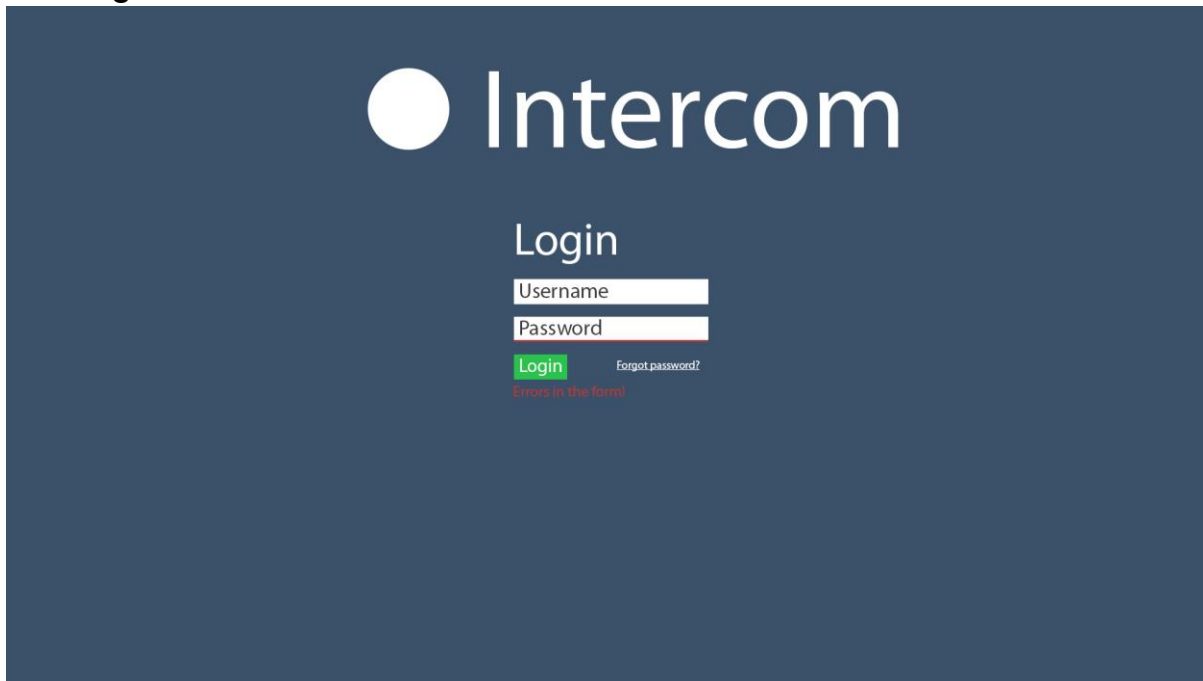 Intercom
Login
Username
Password
Login Forgot password?
Errors in the form!